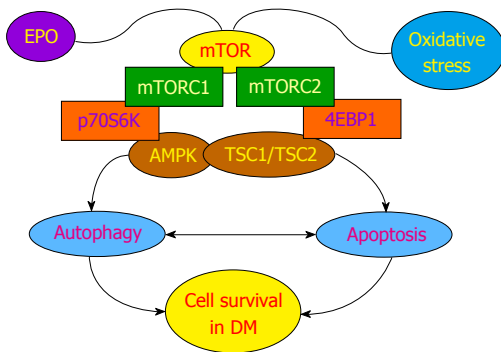 EPO
mTOR
Oxidative
stress
mTORC1
mTORC2
p70S6K
4EBP1
AMPK
TSC1/TSC2
Autophagy
Apoptosis
Cell survival
in DM